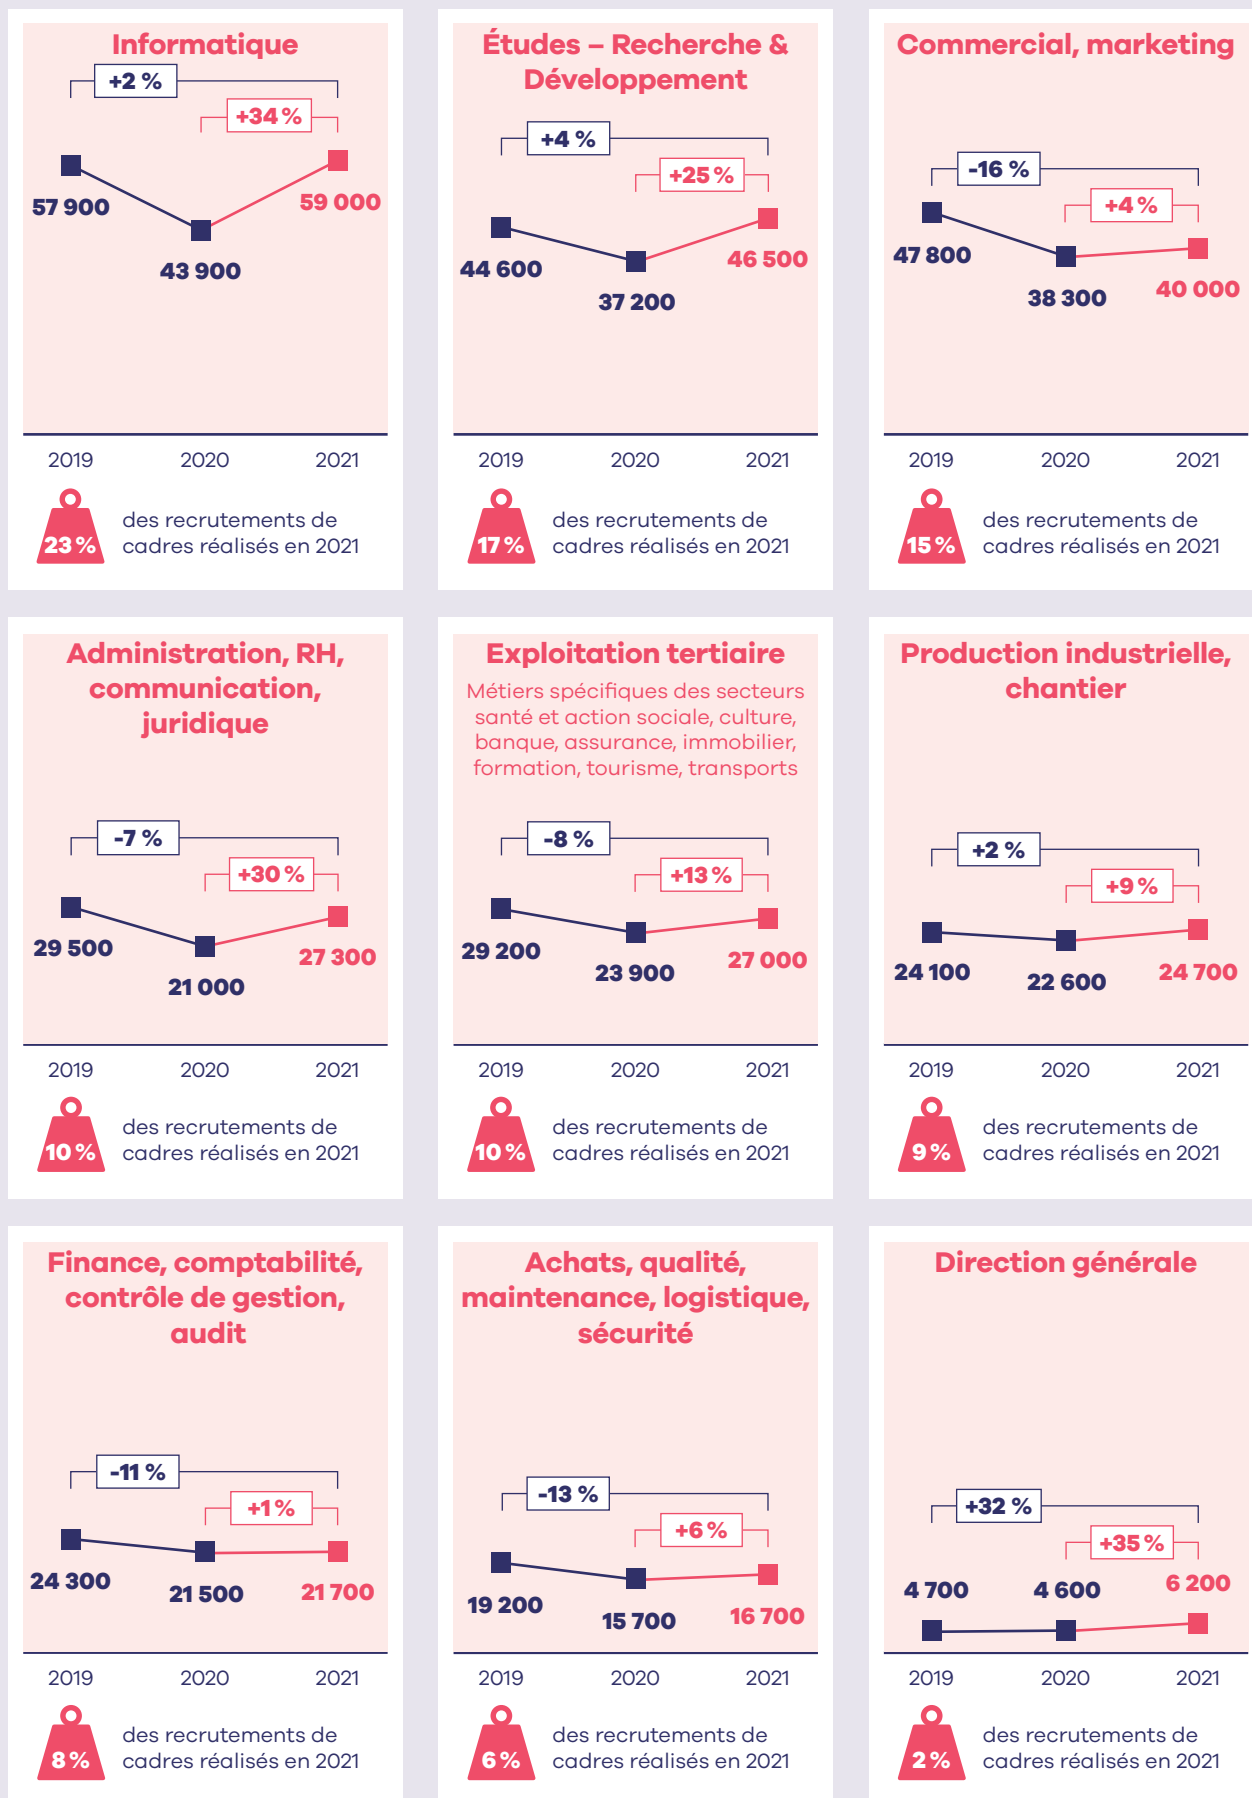 Informatique
+2 %
+34 %
57 900
59 000
43 900
2019 2020 2021
23 %
des recrutements de
cadres réalisés en 2021
Études – Recherche &
Développement
+4 %
+25 %
44 600
46 500
37 200
2019 2020 2021
17 %
des recrutements de
cadres réalisés en 2021
Commercial, marketing
-16 %
+4 %
47 800
40 000
38 300
2019 2020 2021
15 %
des recrutements de
cadres réalisés en 2021
Administration, RH,
communication,
juridique
-7 %
+30 %
29 500
27 300
21 000
2019 2020 2021
10 %
des recrutements de
cadres réalisés en 2021
Exploitation tertiaire
Métiers spécifiques des secteurs
santé et action sociale, culture,
banque, assurance, immobilier,
formation, tourisme, transports
-8 %
+13 %
29 200
27 000
23 900
2019 2020 2021
10 %
des recrutements de
cadres réalisés en 2021
Production industrielle,
chantier
+2 %
+9 %
24 100
24 700
22 600
2019 2020 2021
9 %
des recrutements de
cadres réalisés en 2021
Finance, comptabilité,
contrôle de gestion,
audit
-11 %
+1 %
24 300
21 500
21 700
2019 2020 2021
8 %
des recrutements de
cadres réalisés en 2021
Achats, qualité,
maintenance, logistique,
sécurité
-13 %
+6 %
19 200
15 700
16 700
2019 2020 2021
6 %
des recrutements de
cadres réalisés en 2021
Direction générale
+32 %
+35 %
4 700
4 600
6 200
2019 2020 2021
2 %
des recrutements de
cadres réalisés en 2021